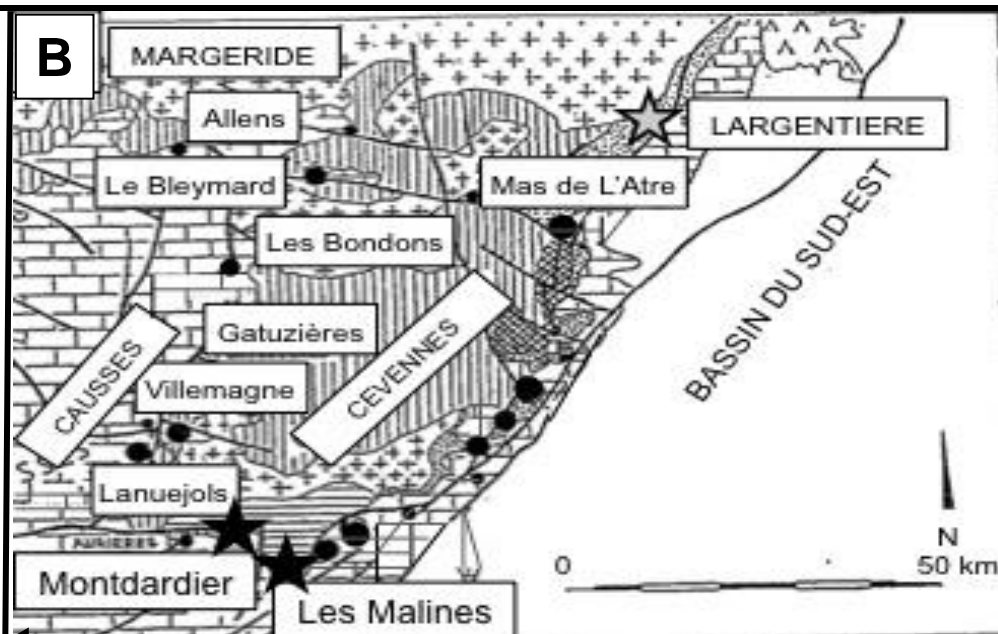 B
MARGERIDE
Allens
LARGENTIERE
Le Bleymard
Mas de L'Atre
Les Bondons
BASSIN DU SUD-EST
Gatuzières
CEVENNES
CAUSSES
Villemagne
Lanuejols
N
0
50 km
Montdardier
Les Malines